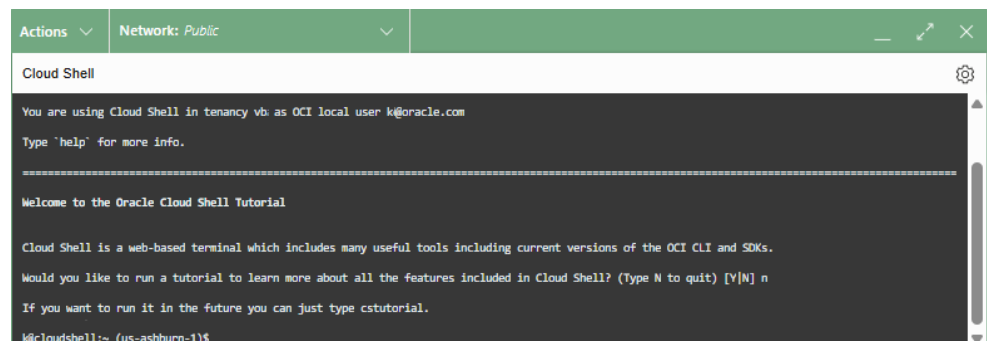 Actions Network: Public
Cloud Shell
You are using Cloud Shell in tenancy vb as OCI local user k@oracle.com
Type `help` for more info.
================================================================================
Welcome to the Oracle Cloud Shell Tutorial
Cloud Shell is a web-based terminal which includes many useful tools including current versions of the OCI CLI and SDKs.
Would you like to run a tutorial to learn more about all the features included in Cloud Shell? (Type N to quit) [Y|N] n
If you want to run it in the future you can just type cstutorial.
k@cloudshell:~ (us-ashburn-1)$